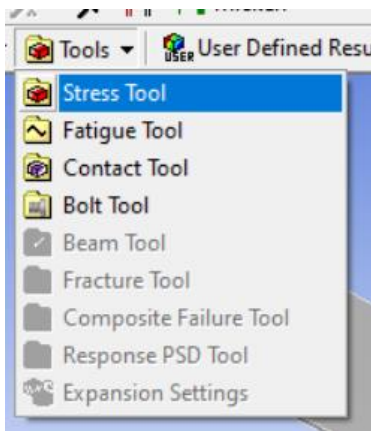 Tools
USER User Defined Resu
Stress Tool
Fatigue Tool
Contact Tool
Bolt Tool
Beam Tool
Fracture Tool
Composite Failure Tool
Response PSD Tool
Expansion Settings